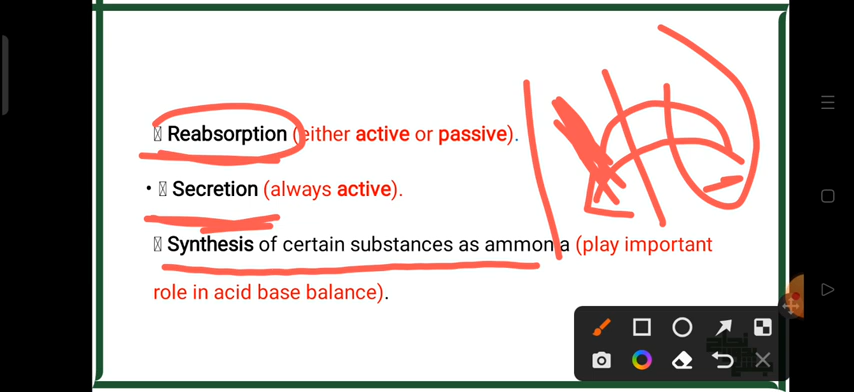 Reabsorption (either active or passive).
• Secretion (always active).
Synthesis of certain substances as ammonia (play important
role in acid base balance).